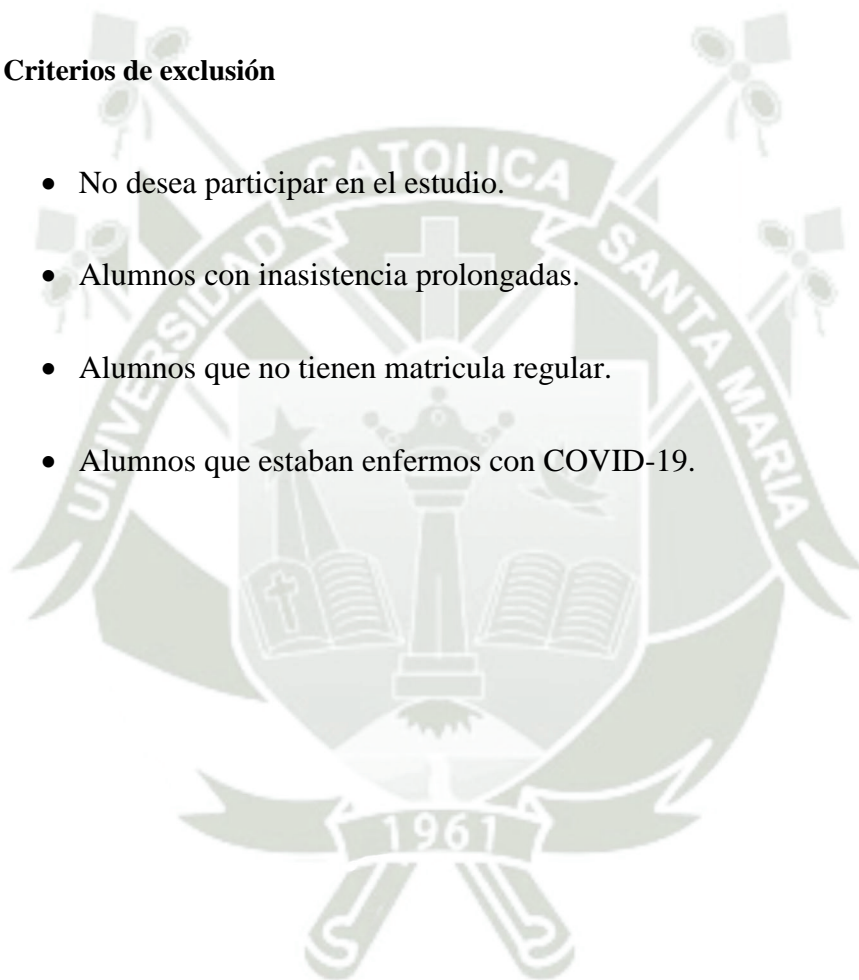 Criterios de exclusión
• No desea participar en el estudio.
• Alumnos con inasistencia prolongadas.
• Alumnos que no tienen matricula regular.
• Alumnos que estaban enfermos con COVID-19.
UNIVERSIDAD CATOLICA SANTA MARIA
1961